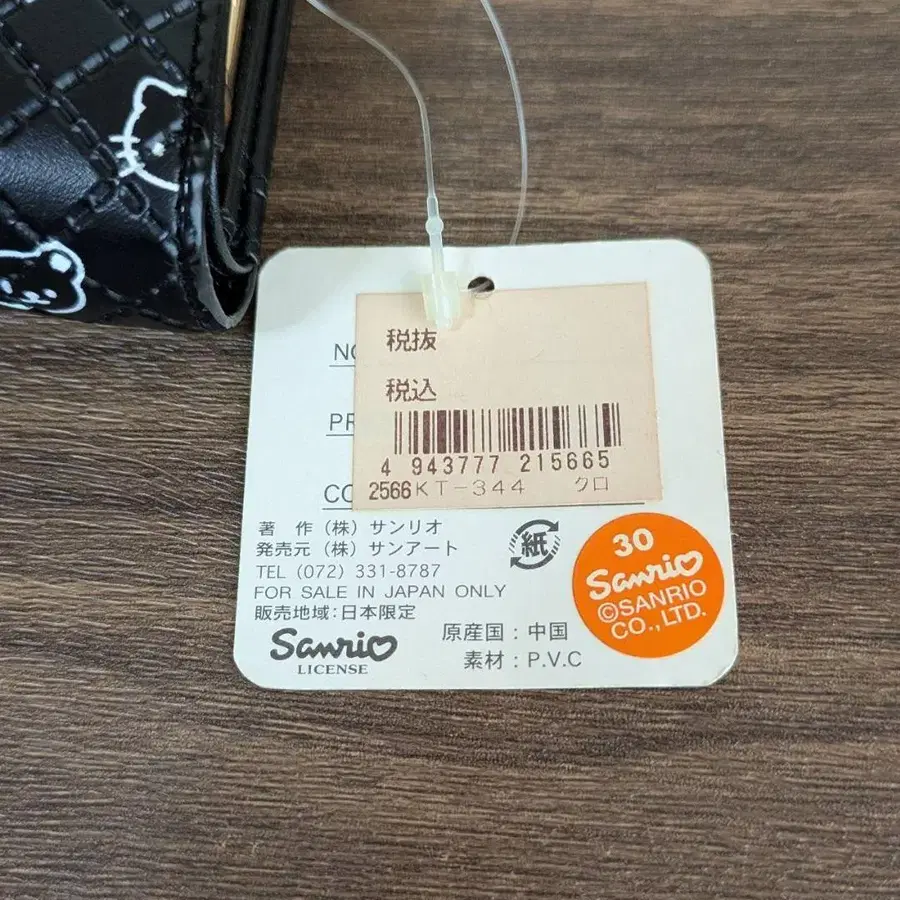 NO
税抜
税込
PR
4 943777 215665
CO
2566 KT-344 クロ
著 作 (株) サンリオ
発売元 (株) サンアート
TEL (072) 331-8787
FOR SALE IN JAPAN ONLY
販売地域:日本限定
Sanrio
LICENSE
原産国:中国
素材:P.V.C
紙
30
Sanrio
©SANRIO
CO.,LTD.